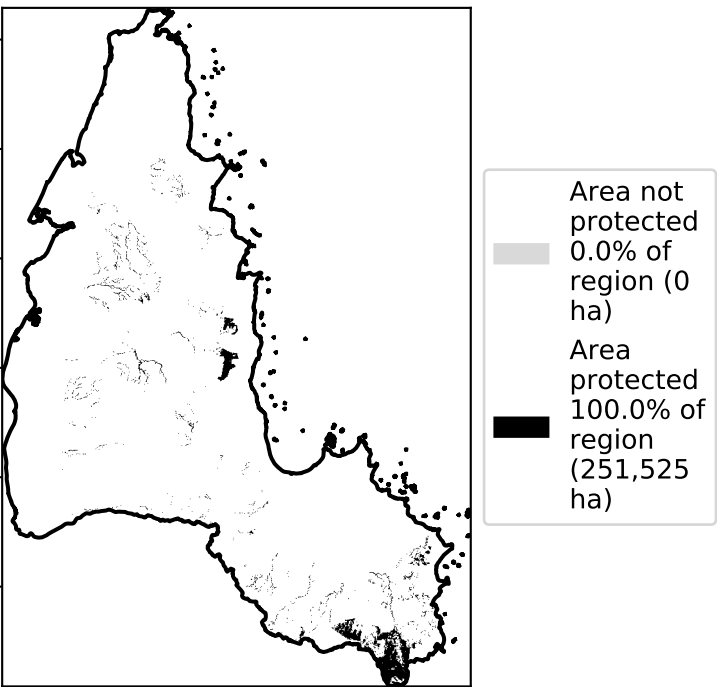 Area not
protected
0.0% of
region (0
ha)
Area
protected
100.0% of
region
(251,525
ha)